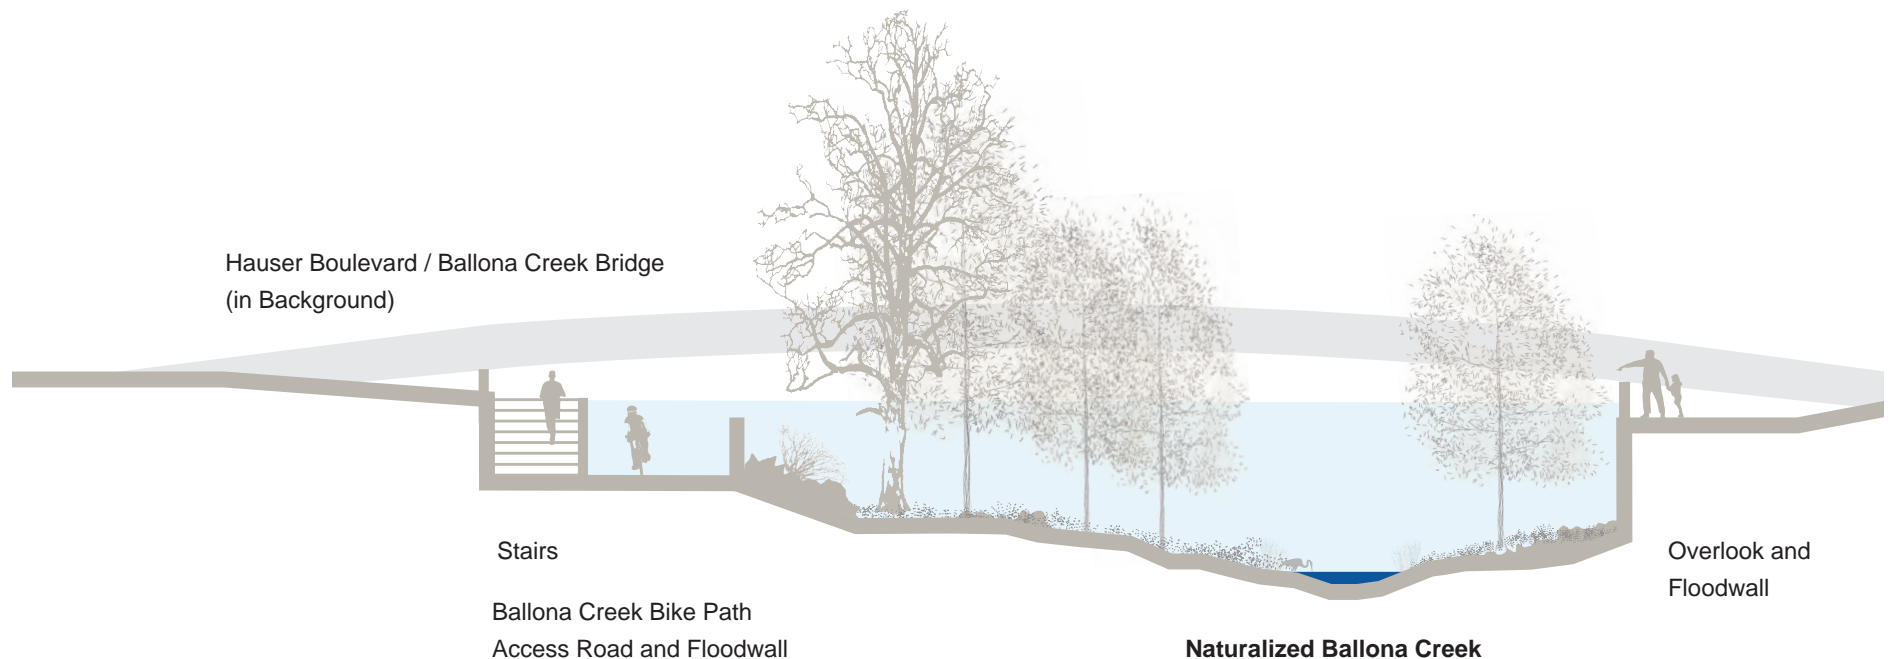 Hauser Boulevard / Ballona Creek Bridge
(in Background)
Stairs
Ballona Creek Bike Path
Access Road and Floodwall
Naturalized Ballona Creek
Overlook and
Floodwall